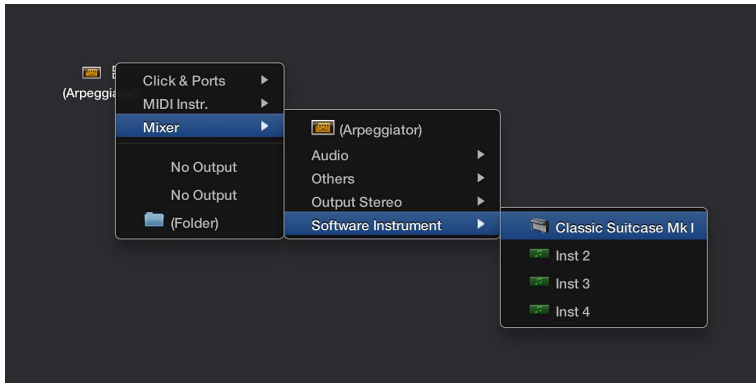 (Arpeggia
Click & Ports
MIDI Instr.
Mixer
No Output
No Output
(Folder)
(Arpeggiator)
Audio
Others
Output Stereo
Software Instrument
Classic Suitcase Mk I
Inst 2
Inst 3
Inst 4